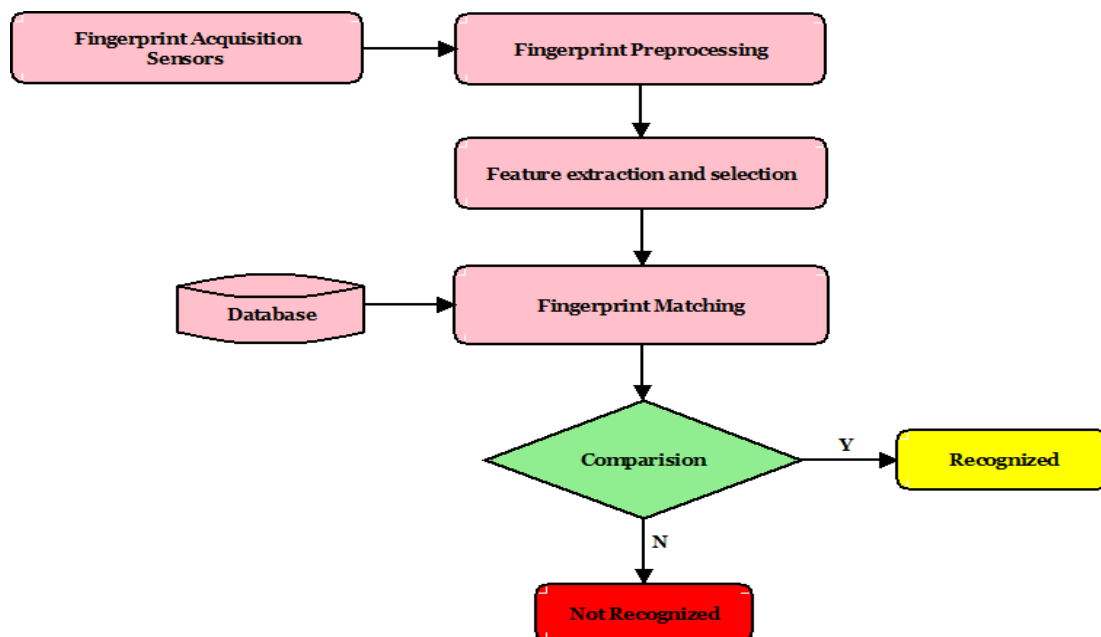 Fingerprint Acquisition
Sensors
Fingerprint Preprocessing
Feature extraction and selection
Database
Fingerprint Matching
Comparision
Y
Recognized
N
Not Recognized